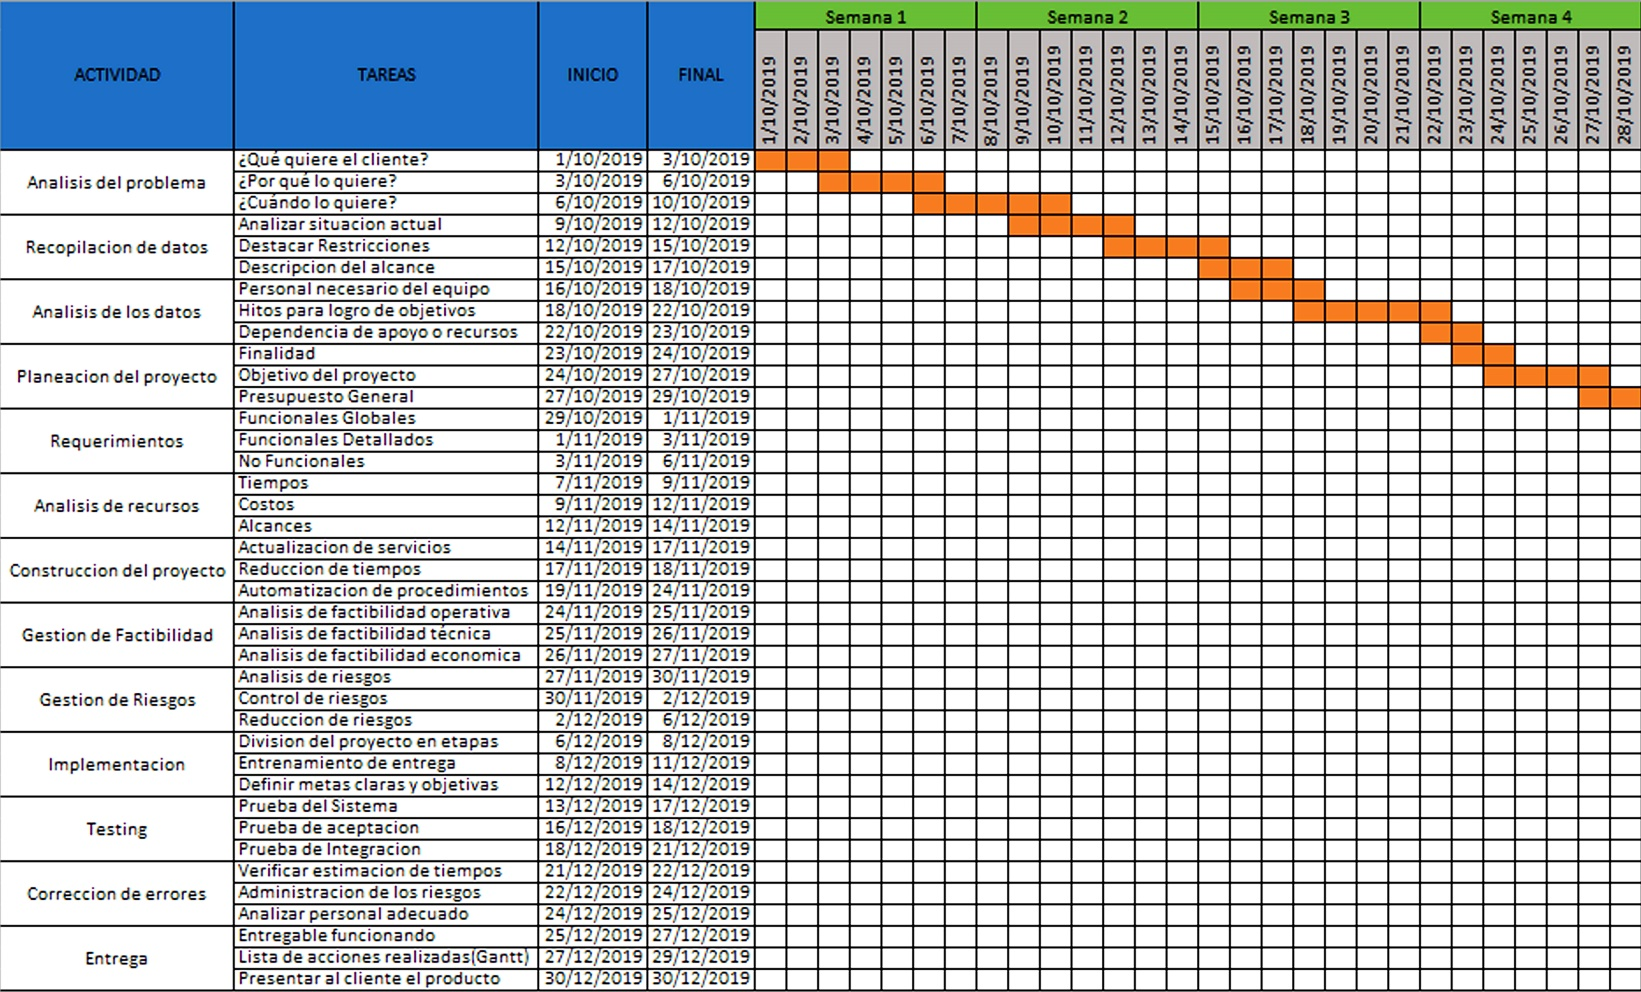 Semana 1 Semana 2 Semana 3 Semana 4
ACTIVIDAD TAREAS INICIO FINAL 1/10/2019 2/10/2019 3/10/2019 4/10/2019 5/10/2019 6/10/2019 7/10/2019 8/10/2019 9/10/2019 10/10/2019 11/10/2019 12/10/2019 13/10/2019 14/10/2019 15/10/2019 16/10/2019 17/10/2019 18/10/2019 19/10/2019 20/10/2019 21/10/2019 22/10/2019 23/10/2019 24/10/2019 25/10/2019 26/10/2019 27/10/2019 28/10/2019
¿Qué quiere el cliente? 1/10/2019 3/10/2019
Analisis del problema ¿Por qué lo quiere? 3/10/2019 6/10/2019
¿Cuándo lo quiere? 6/10/2019 10/10/2019
Analizar situacion actual 9/10/2019 12/10/2019
Recopilacion de datos Destacar Restricciones 12/10/2019 15/10/2019
Descripcion del alcance 15/10/2019 17/10/2019
Personal necesario del equipo 16/10/2019 18/10/2019
Analisis de los datos Hitos para logro de objetivos 18/10/2019 22/10/2019
Dependencia de apoyo o recursos 22/10/2019 23/10/2019
Finalidad 23/10/2019 24/10/2019
Planeacion del proyecto Objetivo del proyecto 24/10/2019 27/10/2019
Presupuesto General 27/10/2019 29/10/2019
Funcionales Globales 29/10/2019 1/11/2019
Requerimientos Funcionales Detallados 1/11/2019 3/11/2019
No Funcionales 3/11/2019 6/11/2019
Tiempos 7/11/2019 9/11/2019
Analisis de recursos Costos 9/11/2019 12/11/2019
Alcances 12/11/2019 14/11/2019
Actualizacion de servicios 14/11/2019 17/11/2019
Construccion del proyecto Reduccion de tiempos 17/11/2019 18/11/2019
Automatizacion de procedimientos 19/11/2019 24/11/2019
Analisis de factibilidad operativa 24/11/2019 25/11/2019
Gestion de Factibilidad Analisis de factibilidad técnica 25/11/2019 26/11/2019
Analisis de factibilidad economica 26/11/2019 27/11/2019
Analisis de riesgos 27/11/2019 30/11/2019
Gestion de Riesgos Control de riesgos 30/11/2019 2/12/2019
Reduccion de riesgos 2/12/2019 6/12/2019
Division del proyecto en etapas 6/12/2019 8/12/2019
Implementacion Entrenamiento de entrega 8/12/2019 11/12/2019
Definir metas claras y objetivas 12/12/2019 14/12/2019
Prueba del Sistema 13/12/2019 17/12/2019
Testing Prueba de aceptacion 16/12/2019 18/12/2019
Prueba de Integracion 18/12/2019 21/12/2019
Verificar estimacion de tiempos 21/12/2019 22/12/2019
Correccion de errores Administracion de los riesgos 22/12/2019 24/12/2019
Analizar personal adecuado 24/12/2019 25/12/2019
Entregable funcionando 25/12/2019 27/12/2019
Entrega Lista de acciones realizadas(Gantt) 27/12/2019 29/12/2019
Presentar al cliente el producto 30/12/2019 30/12/2019